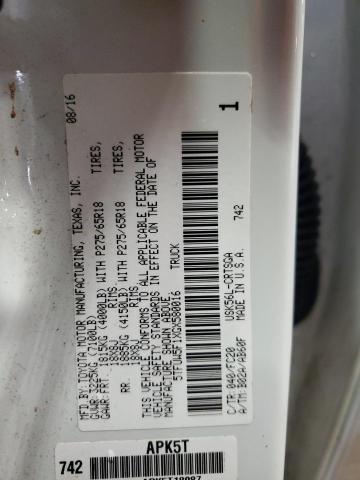 MFD. BY: TOYOTA MOTOR MANUFACTURING, TEXAS, INC. 08/16
GVWR: 3225KG (7100LB)
GAWR: FRT. 1815KG (4000LB) WITH P275/65R18 TIRES,
18X8J RIMS
RR. 1885KG (4150LB) WITH P275/65R18 TIRES,
18X8J RIMS
THIS VEHICLE CONFORMS TO ALL APPLICABLE FEDERAL MOTOR
VEHICLE SAFETY STANDARDS IN EFFECT ON THE DATE OF
MANUFACTURE SHOWN ABOVE.
5TFUW5F1XGX580016 TRUCK
1
USK56L-CRTSQA 742
C/TR: 040/FC20 MADE IN U.S.A.
A/TM: B02A/AB60F
742 APK5T